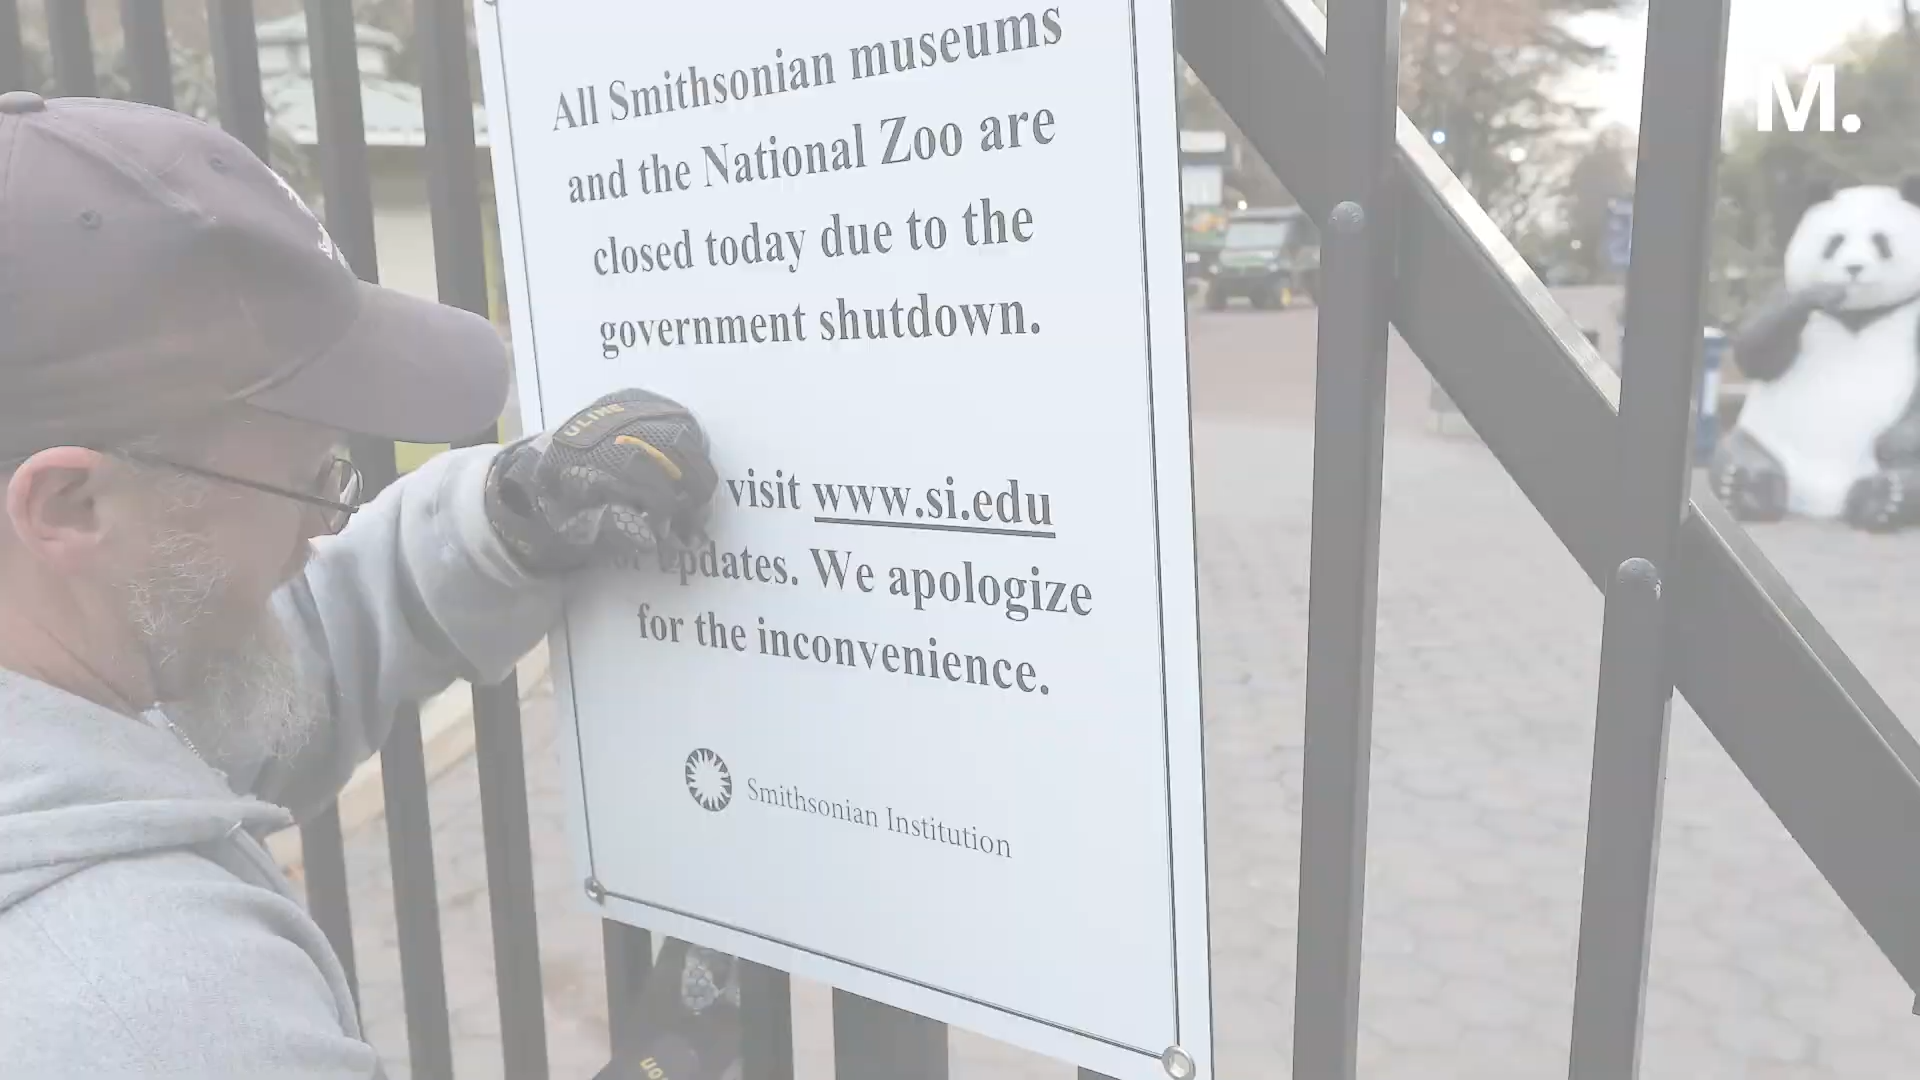 M.
All Smithsonian museums
and the National Zoo are
closed today due to the
government shutdown.
visit www.si.edu
updates. We apologize
for the inconvenience.
Smithsonian Institution
ULINE